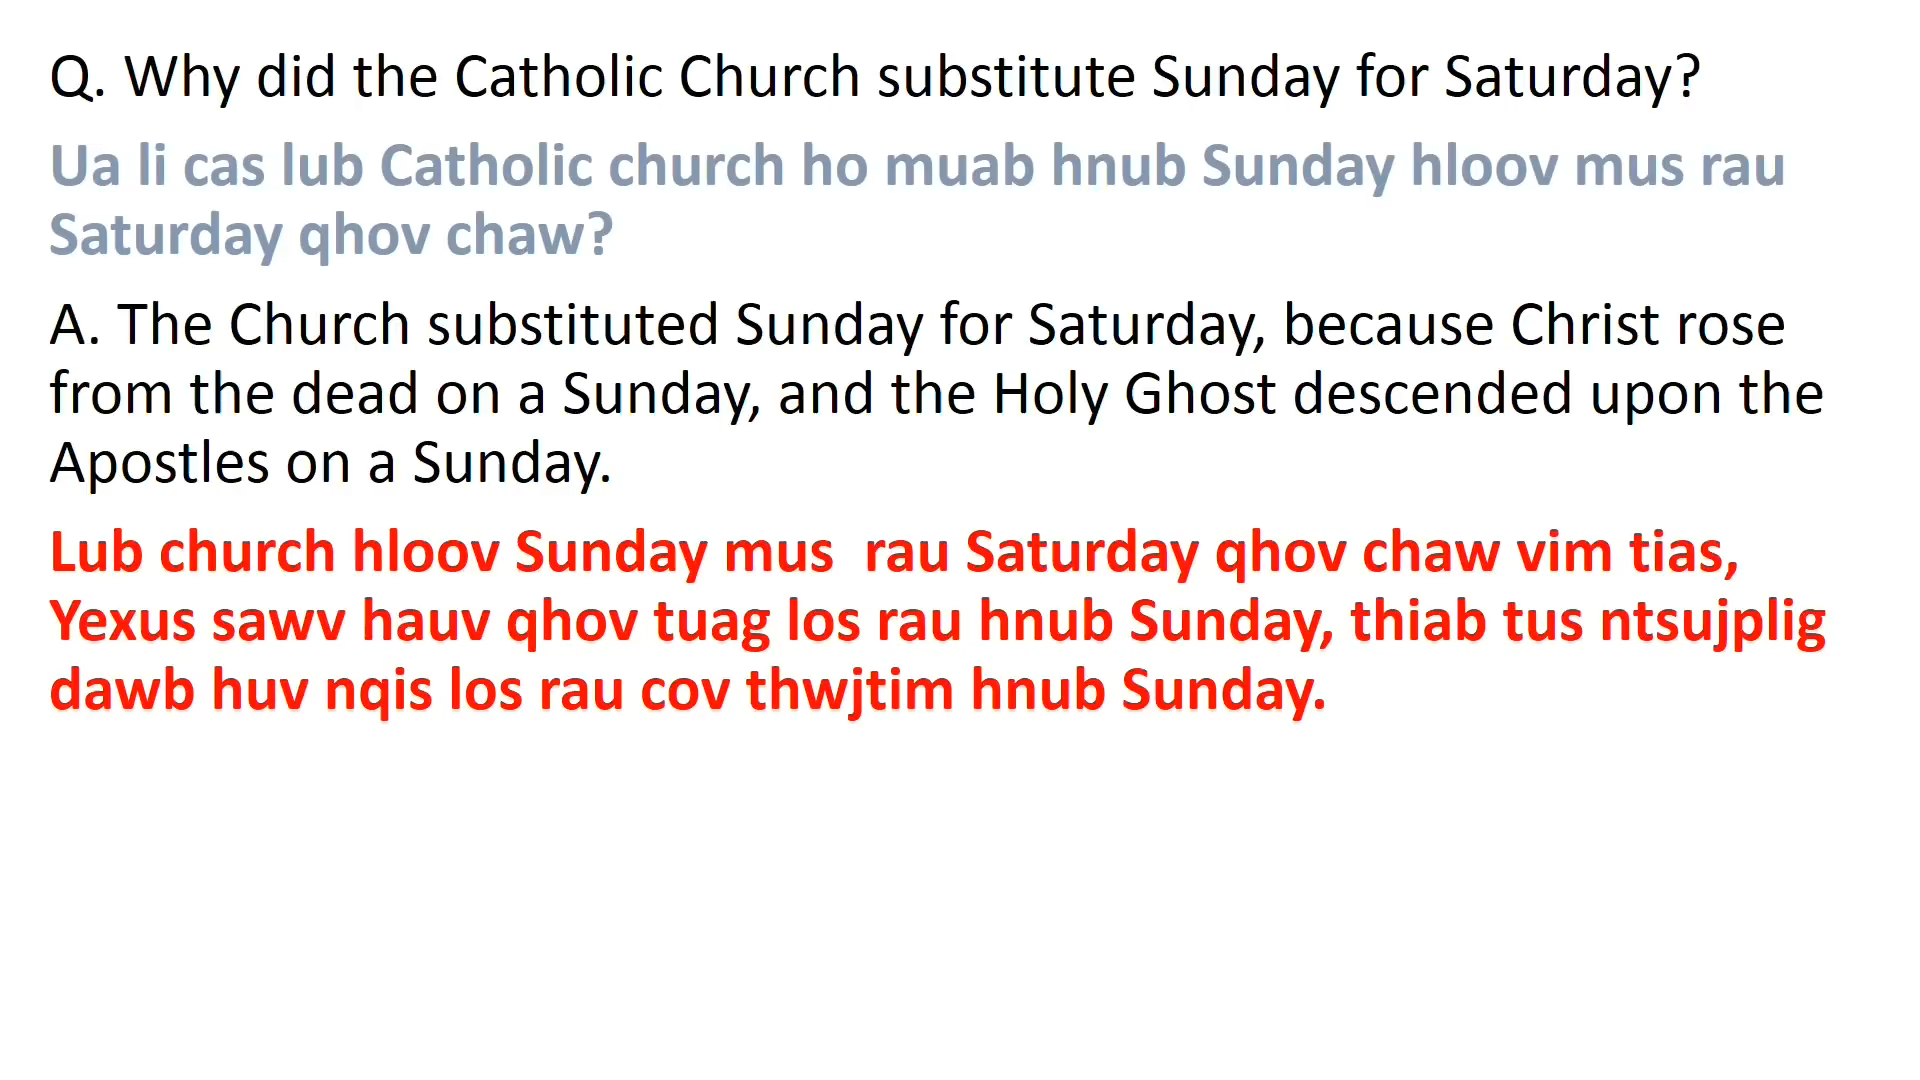 Q. Why did the Catholic Church substitute Sunday for Saturday?
Ua li cas lub Catholic church ho muab hnub Sunday hloov mus rau
Saturday qhov chaw?
A. The Church substituted Sunday for Saturday, because Christ rose
from the dead on a Sunday, and the Holy Ghost descended upon the
Apostles on a Sunday.
Lub church hloov Sunday mus  rau Saturday qhov chaw vim tias,
Yexus sawv hauv qhov tuag los rau hnub Sunday, thiab tus ntsujplig
dawb huv nqis los rau cov thwjtim hnub Sunday.